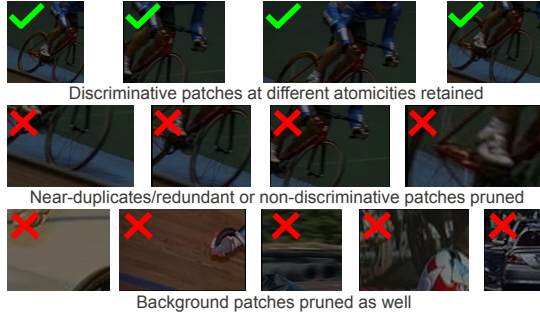 Discriminative patches at different atomicities retained
Near-duplicates/redundant or non-discriminative patches pruned
Background patches pruned as well